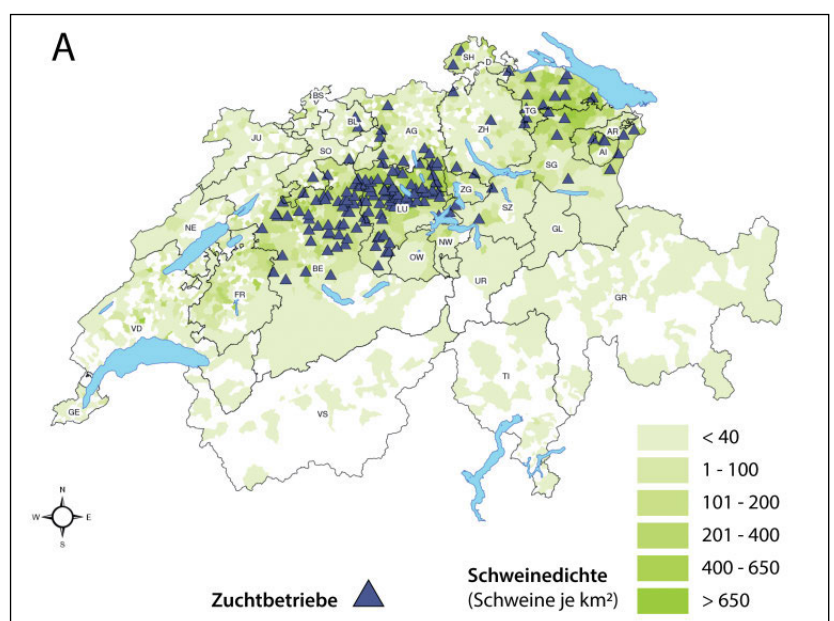 A
SH
D
BS
BL
TG
AG
ZH
AR
AI
JU
SO
SG
ZG
LU
SZ
NE
GL
NW
OW
BE
UR
FR
GR
VD
TI
GE
VS
< 40
1 - 100
101 - 200
201 - 400
400 - 650
> 650
N
W E
S
Zuchtbetriebe
Schweinedichte
(Schweine je km²)